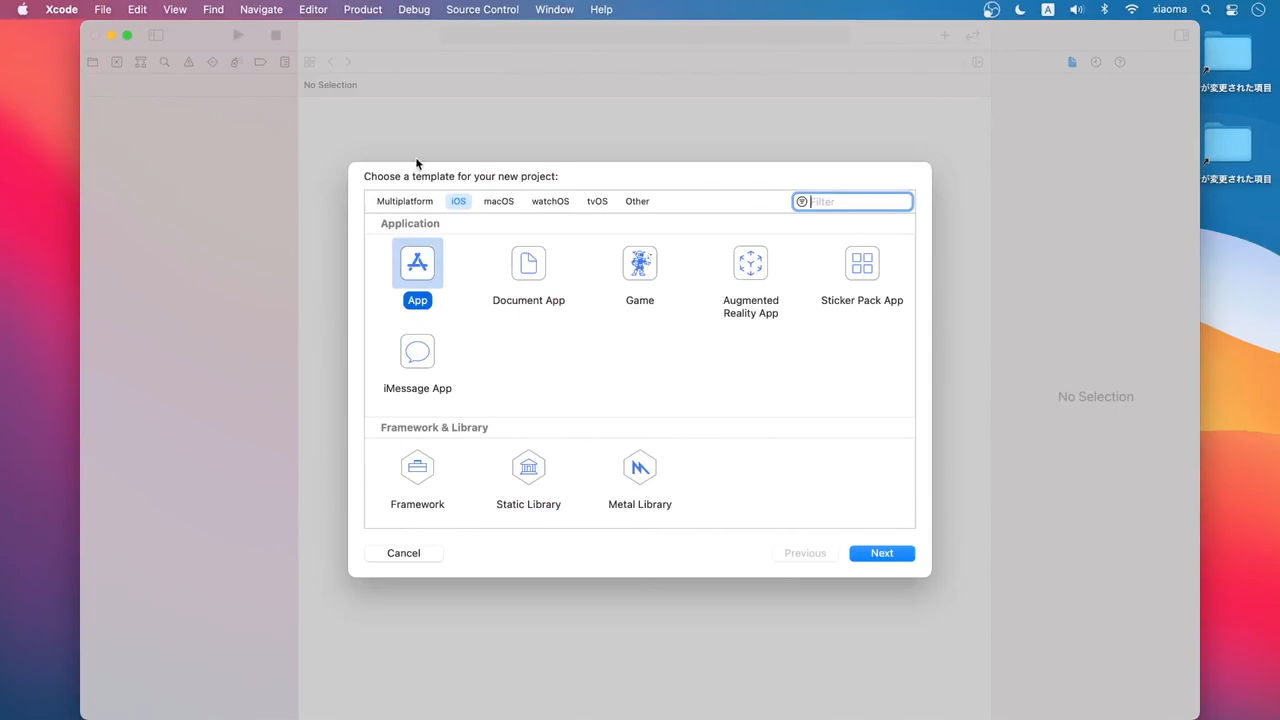 Xcode File Edit View Find Navigate Editor Product Debug Source Control Window Help A xiaoma
No Selection
が変更された項目
が変更された項目
Choose a template for your new project:
Multiplatform iOS macOS watchOS tvOS Other Filter
Application
App Document App Game Augmented Reality App Sticker Pack App
iMessage App
No Selection
Framework & Library
Framework Static Library Metal Library
Cancel Previous Next